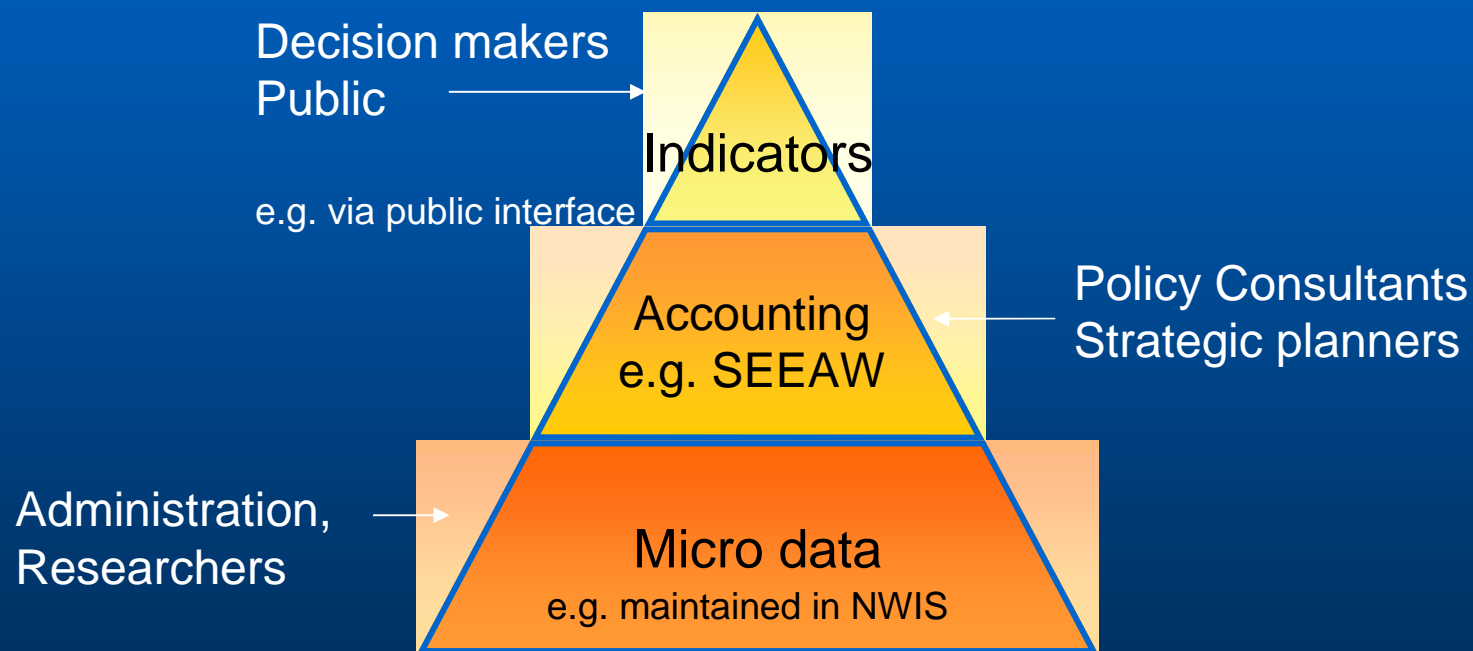 Decision makers
Public
e.g. via public interface
Indicators
Accounting
e.g. SEEAW
Policy Consultants
Strategic planners
Administration,
Researchers
Micro data
e.g. maintained in NWIS